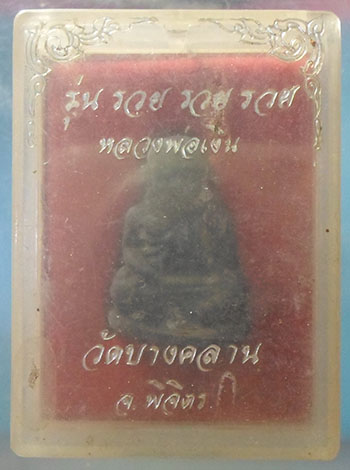 รุ่น รวย รวย รวย
หลวงพ่อเงิน
วัดบางคลาน
จ. พิจิตร